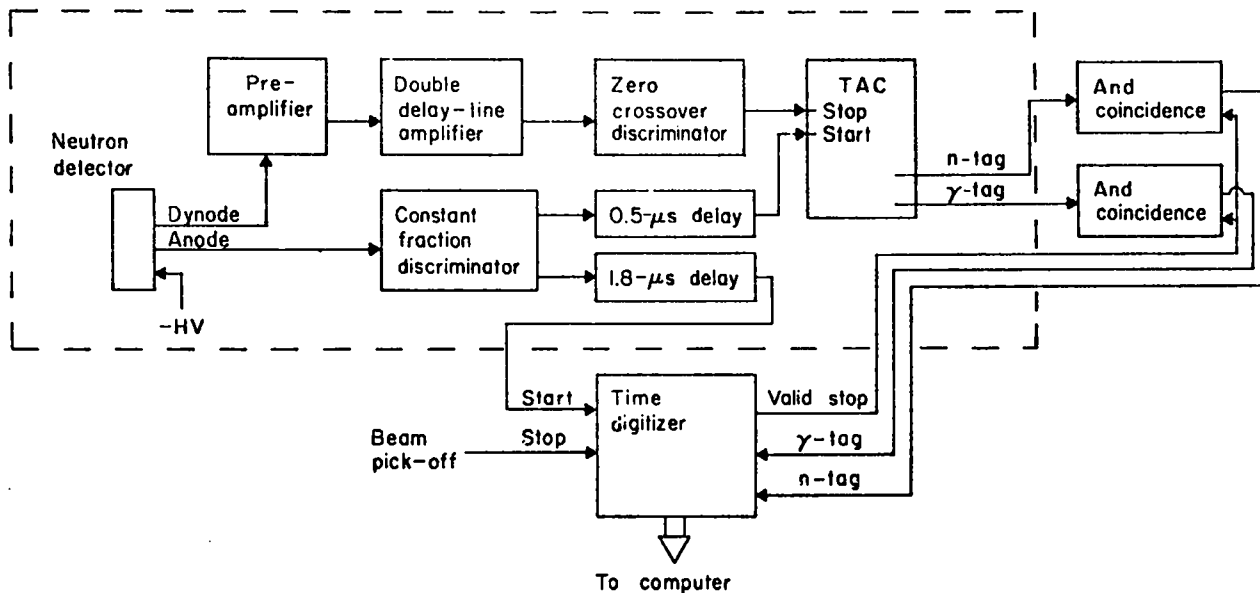 Pre-
amplifier
Double
delay-line
amplifier
Zero
crossover
discriminator
TAC
Stop
Start
And
coincidence
Neutron
detector
n-tag
γ-tag
And
coincidence
Dynode
Anode
Constant
fraction
discriminator
0.5-μs delay
1.8-μs delay
-HV
Start
Time
digitizer
Valid stop
Beam
pick-off
Stop
γ-tag
n-tag
To computer